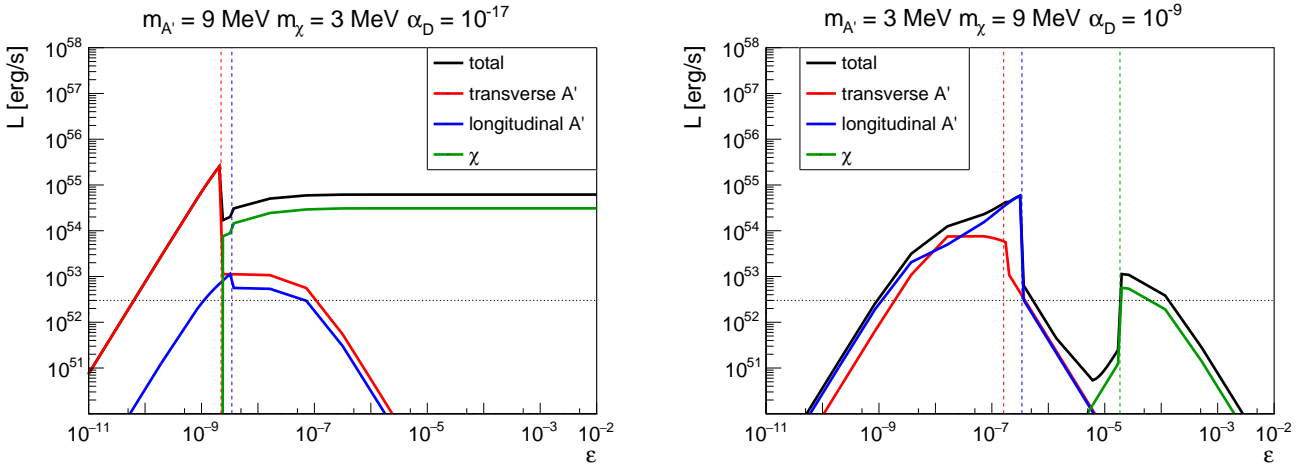 m_A' = 9 MeV m_χ = 3 MeV α_D = 10^-17
L [erg/s]
10^58
10^57
10^56
10^55
10^54
10^53
10^52
10^51
total
transverse A'
longitudinal A'
χ
10^-11 10^-9 10^-7 10^-5 10^-3 10^-2
ε
m_A' = 3 MeV m_χ = 9 MeV α_D = 10^-9
L [erg/s]
10^58
10^57
10^56
10^55
10^54
10^53
10^52
10^51
total
transverse A'
longitudinal A'
χ
10^-11 10^-9 10^-7 10^-5 10^-3 10^-2
ε